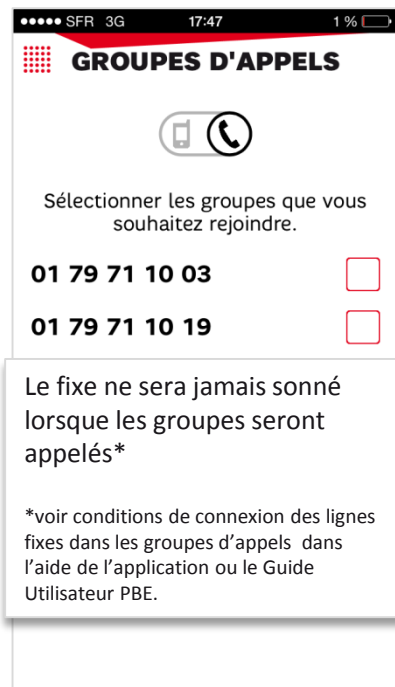 ●●●●● SFR 3G 17:47 1 %
GROUPES D'APPELS
Sélectionner les groupes que vous
souhaitez rejoindre.
01 79 71 10 03
01 79 71 10 19
Le fixe ne sera jamais sonné
lorsque les groupes seront
appelés*
*voir conditions de connexion des lignes
fixes dans les groupes d’appels dans
l’aide de l’application ou le Guide
Utilisateur PBE.